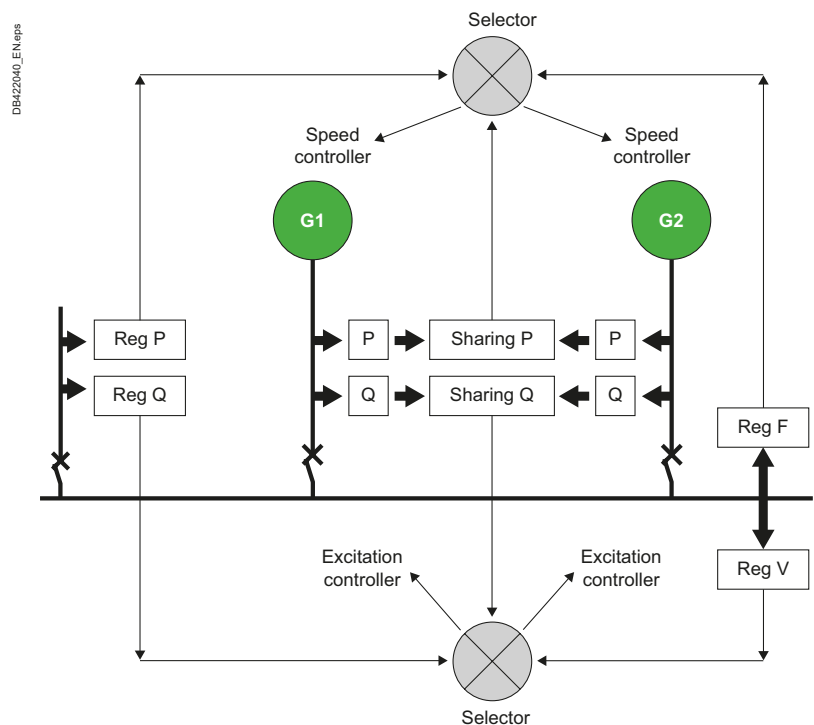 DB422040_EN.eps
Selector
Speed
controller
Speed
controller
G1
G2
Reg P
P
Sharing P
P
Reg Q
Q
Sharing Q
Q
Reg F
Excitation
controller
Excitation
controller
Reg V
Selector